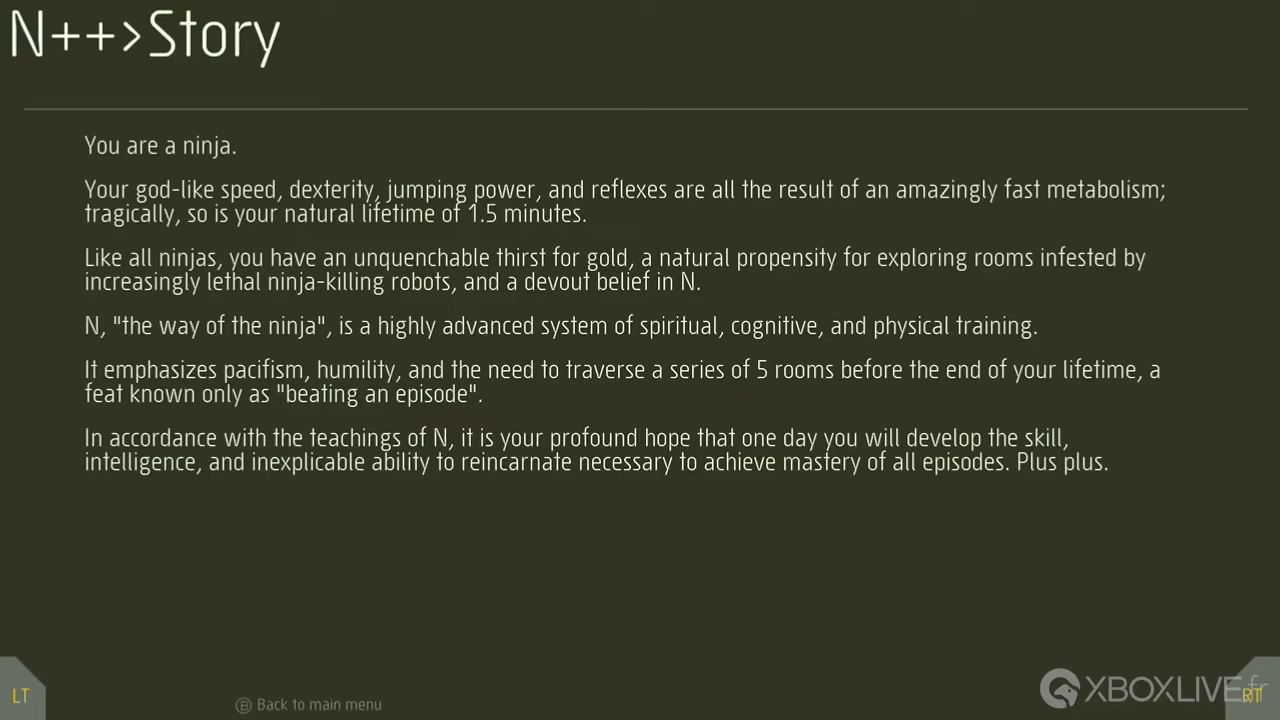 N++>Story
You are a ninja.
Your god-like speed, dexterity, jumping power, and reflexes are all the result of an amazingly fast metabolism;
tragically, so is your natural lifetime of 1.5 minutes.
Like all ninjas, you have an unquenchable thirst for gold, a natural propensity for exploring rooms infested by
increasingly lethal ninja-killing robots, and a devout belief in N.
N, "the way of the ninja", is a highly advanced system of spiritual, cognitive, and physical training.
It emphasizes pacifism, humility, and the need to traverse a series of 5 rooms before the end of your lifetime, a
feat known only as "beating an episode".
In accordance with the teachings of N, it is your profound hope that one day you will develop the skill,
intelligence, and inexplicable ability to reincarnate necessary to achieve mastery of all episodes. Plus plus.
LT
Ⓑ Back to main menu
XBOXLIVE.fr
RT